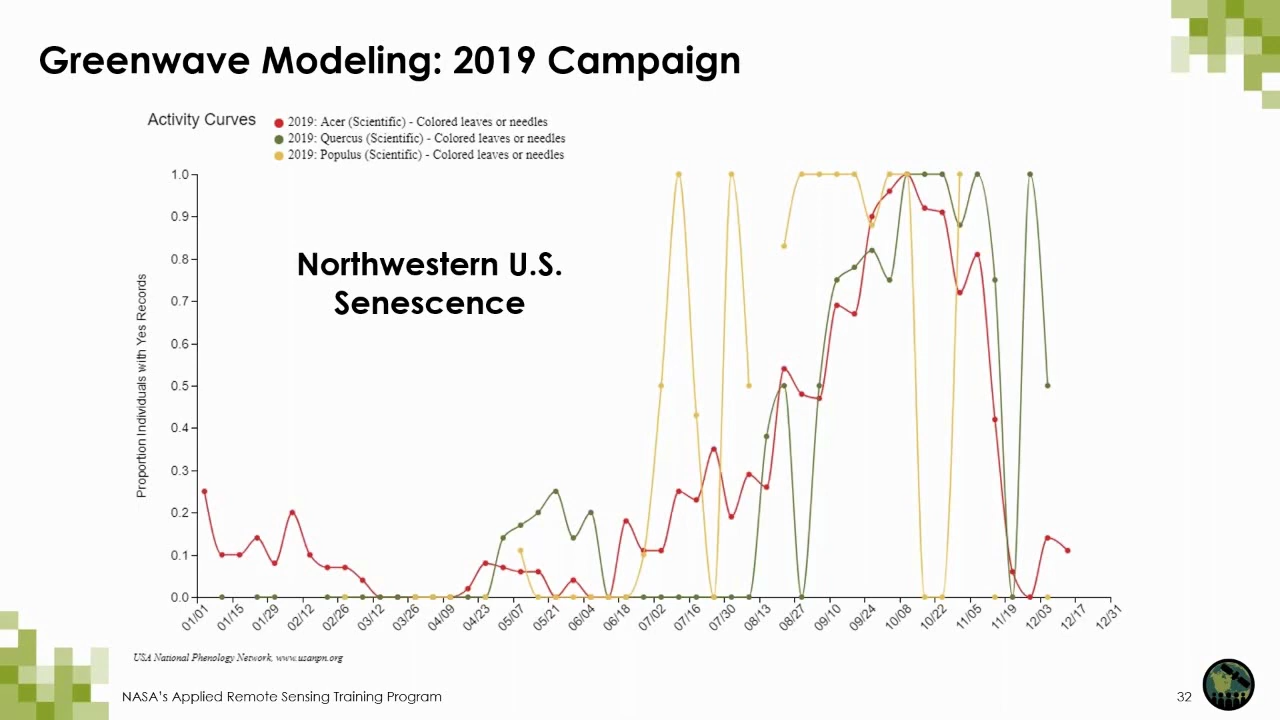 Greenwave Modeling: 2019 Campaign
Activity Curves
2019: Acer (Scientific) - Colored leaves or needles
2019: Quercus (Scientific) - Colored leaves or needles
2019: Populus (Scientific) - Colored leaves or needles
Northwestern U.S.
Senescence
Proportion Individuals with Yes Records
1.0
0.9
0.8
0.7
0.6
0.5
0.4
0.3
0.2
0.1
0.0
01/01 01/15 01/29 02/12 02/26 03/12 03/26 04/09 04/23 05/07 05/21 06/04 06/18 07/02 07/16 07/30 08/13 08/27 09/10 09/24 10/08 10/22 11/05 11/19 12/03 12/17 12/31
USA National Phenology Network, www.usanpn.org
NASA's Applied Remote Sensing Training Program
32